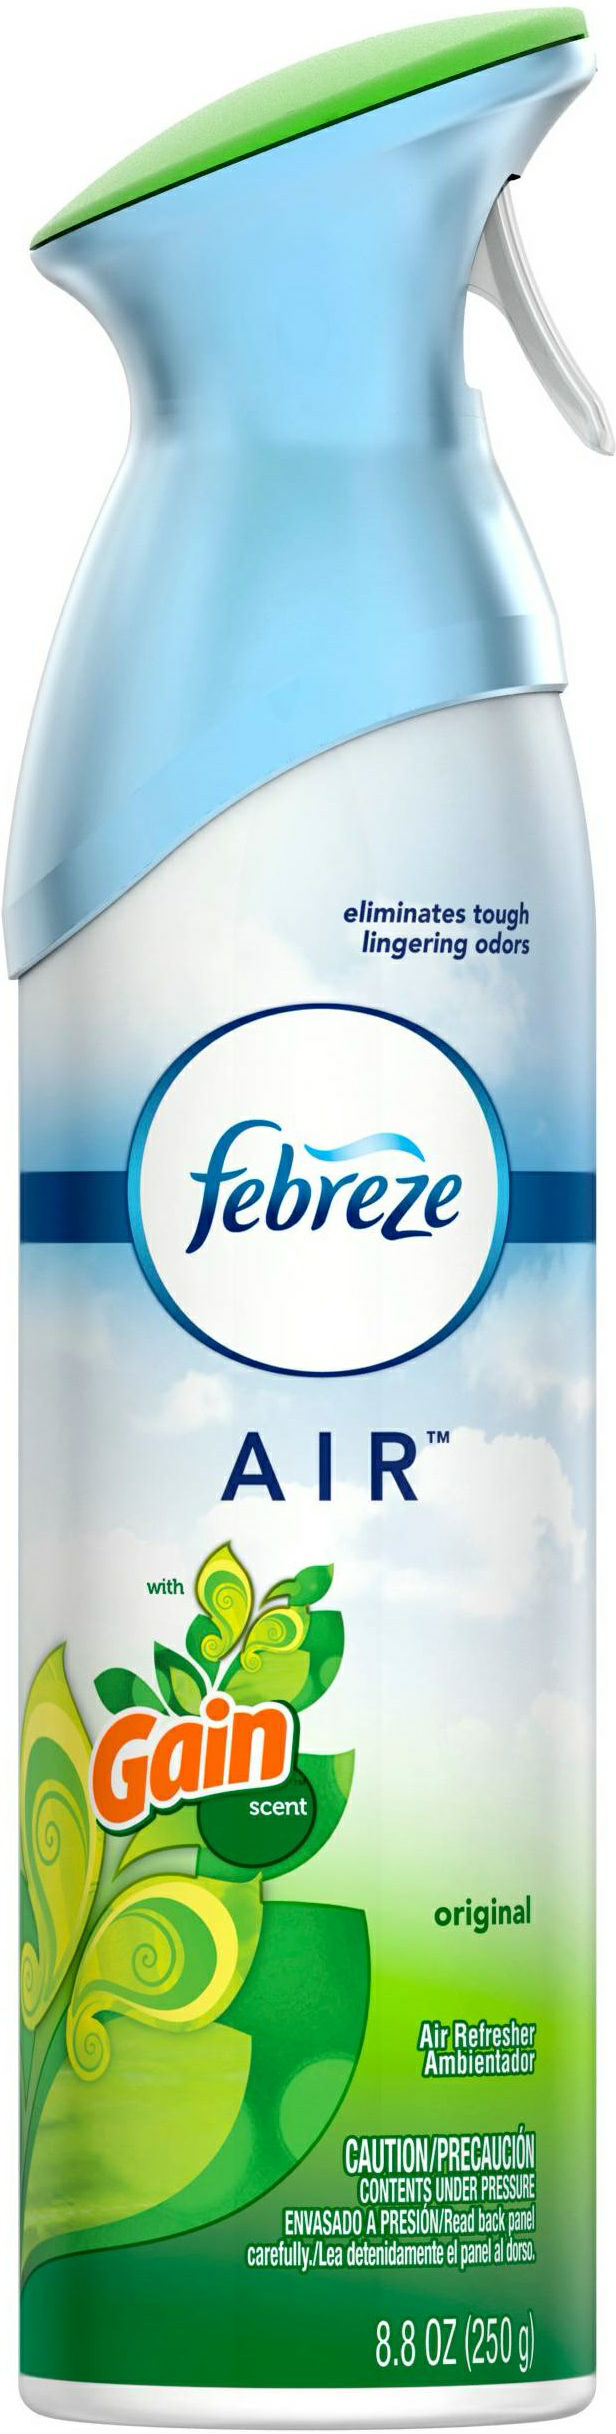 eliminates tough
lingering odors
febreze
AIR™
with
Gain™
scent
original
Air Refresher
Ambientador
CAUTION/PRECAUCIÓN
CONTENTS UNDER PRESSURE
ENVASADO A PRESIÓN/Read back panel
carefully./Lea detenidamente el panel al dorso.
8.8 OZ (250 g)